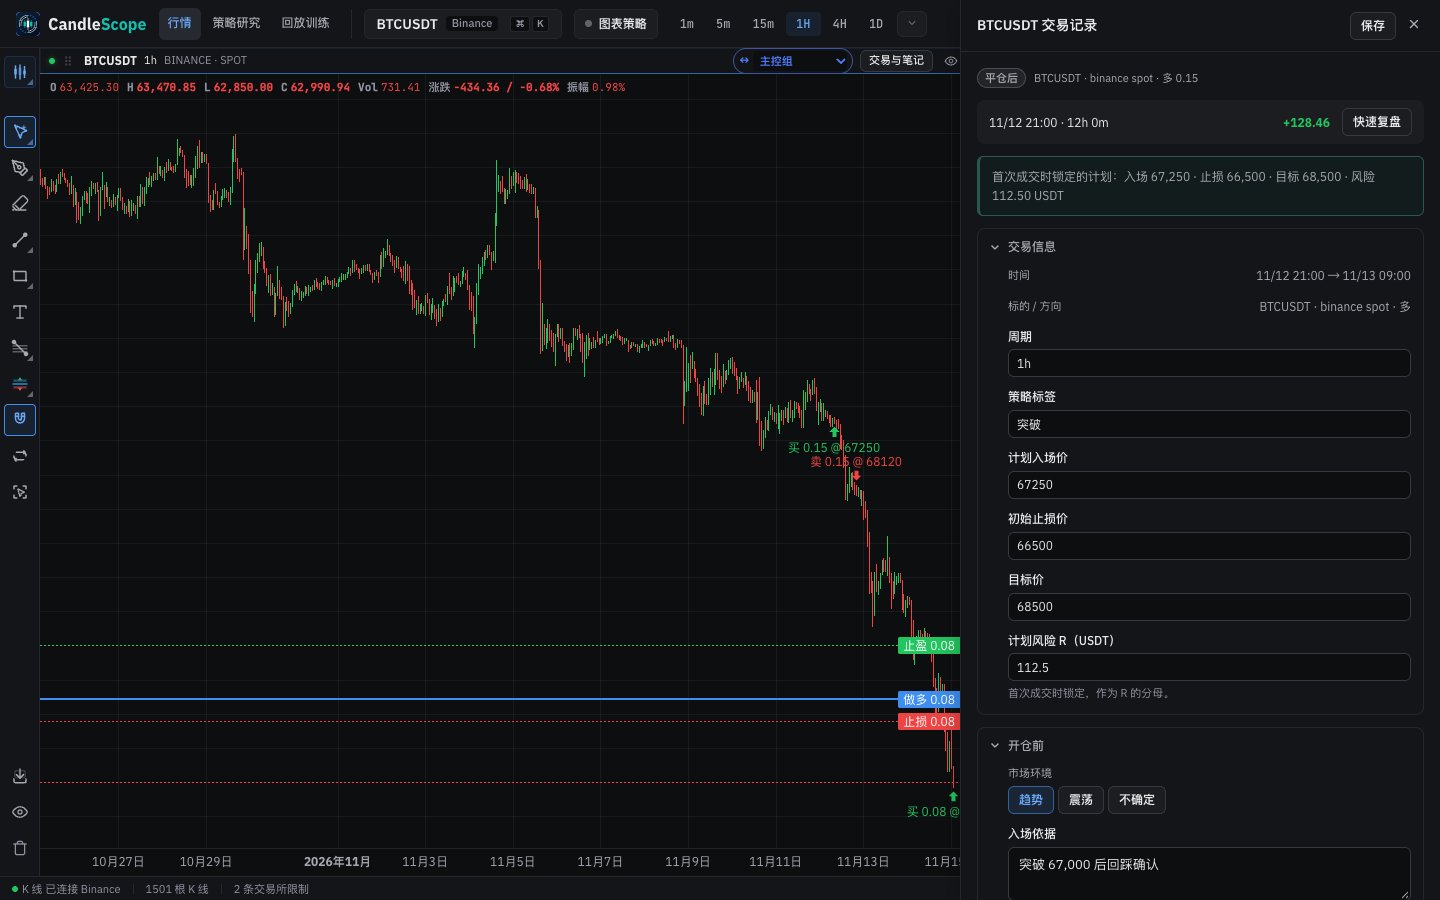 CandleScope
行情
策略研究
回放训练
BTCUSDT Binance ⌘ K
图表策略
1m 5m 15m 1H 4H 1D
BTCUSDT 1h BINANCE · SPOT
主控组
交易与笔记
O 63,425.30 H 63,470.85 L 62,850.00 C 62,990.94 Vol 731.41 涨跌 -434.36 / -0.68% 振幅 0.98%
买 0.15 @ 67250
卖 0.15 @ 68120
止盈 0.08
做多 0.08
止损 0.08
买 0.08 @
10月27日 10月29日 2026年11月 11月3日 11月5日 11月7日 11月9日 11月11日 11月13日 11月15
K 线 已连接 Binance 1501 根 K 线 2 条交易所限制
BTCUSDT 交易记录
保存
平仓后 BTCUSDT · binance spot · 多 0.15
11/12 21:00 · 12h 0m +128.46 快速复盘
首次成交时锁定的计划：入场 67,250 · 止损 66,500 · 目标 68,500 · 风险
112.50 USDT
交易信息
时间 11/12 21:00 → 11/13 09:00
标的 / 方向 BTCUSDT · binance spot · 多
周期
1h
策略标签
突破
计划入场价
67250
初始止损价
66500
目标价
68500
计划风险 R（USDT）
112.5
首次成交时锁定，作为 R 的分母。
开仓前
市场环境
趋势 震荡 不确定
入场依据
突破 67,000 后回踩确认